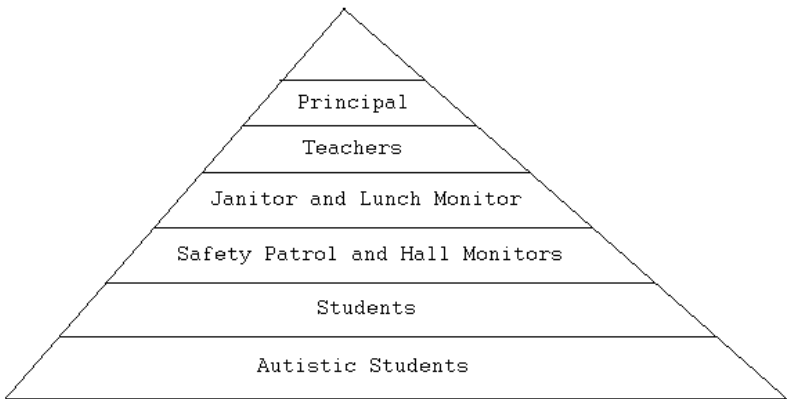 Principal
Teachers
Janitor and Lunch Monitor
Safety Patrol and Hall Monitors
Students
Autistic Students